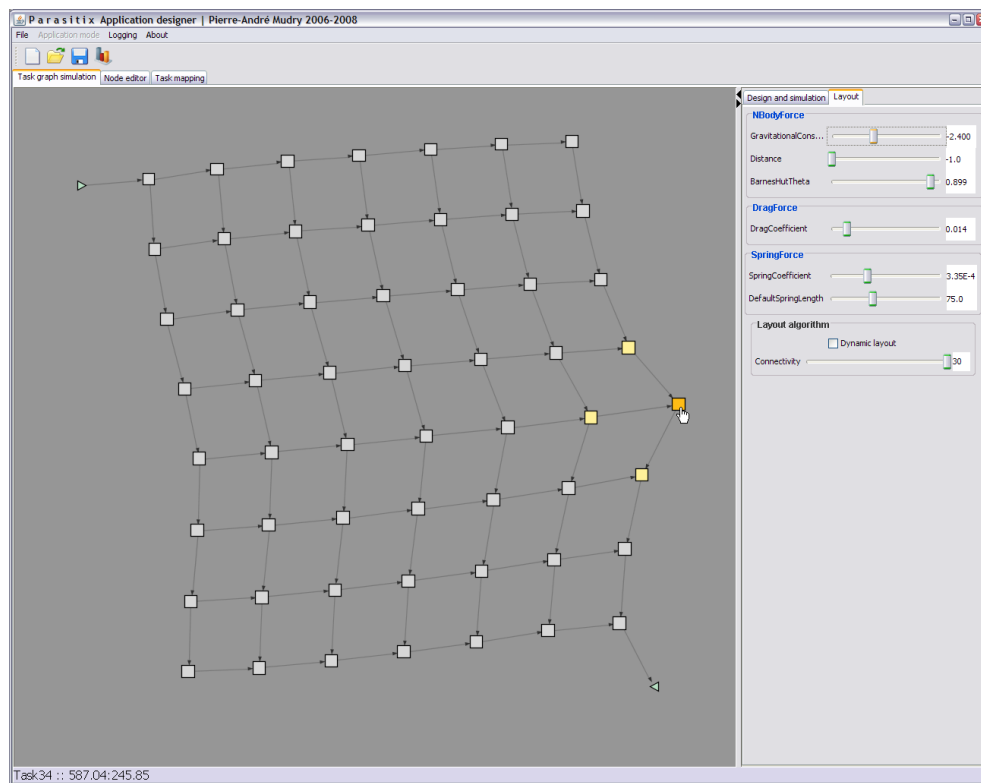 P a r a s i t i x  Application designer | Pierre-André Mudry 2006-2008
File Application mode Logging About
Task graph simulation Node editor Task mapping
Design and simulation Layout
NBodyForce
GravitationalCons... -2.400
Distance -1.0
BarnesHutTheta 0.899
DragForce
DragCoefficient 0.014
SpringForce
SpringCoefficient 3.35E-4
DefaultSpringLength 75.0
Layout algorithm
Dynamic layout
Connectivity 30
Task34 :: 587.04:245.85